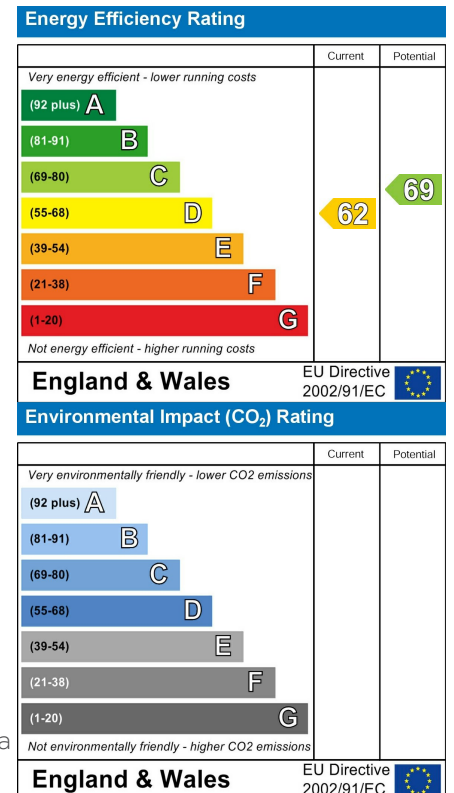 Energy Efficiency Rating
Current Potential
Very energy efficient - lower running costs
(92 plus) A
(81-91) B
(69-80) C
69
(55-68) D
62
(39-54) E
(21-38) F
(1-20) G
Not energy efficient - higher running costs
England & Wales
EU Directive
2002/91/EC
Environmental Impact (CO₂) Rating
Current Potential
Very environmentally friendly - lower CO2 emissions
(92 plus) A
(81-91) B
(69-80) C
(55-68) D
(39-54) E
(21-38) F
(1-20) G
a
Not environmentally friendly - higher CO2 emissions
England & Wales
EU Directive
2002/91/EC